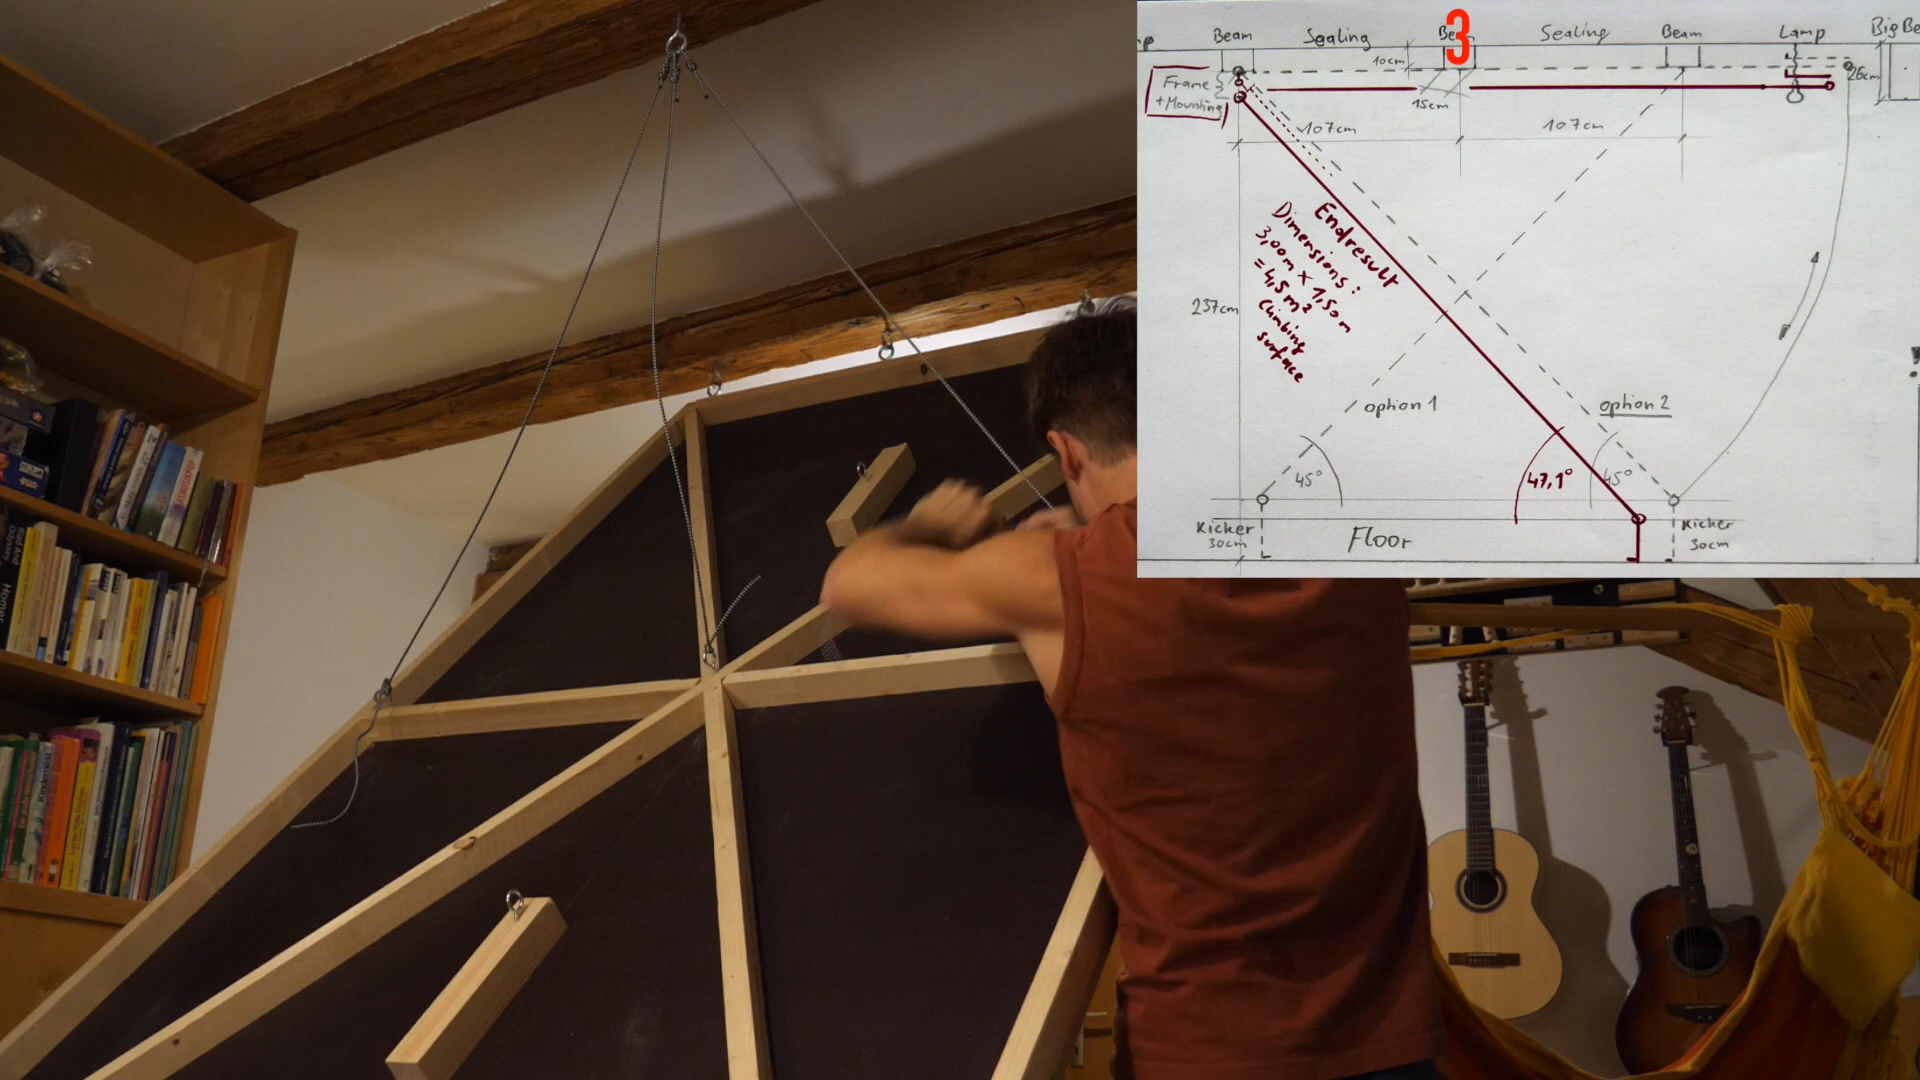 3
p Beam Sealing Be Sealing Beam Lamp Big Be
10cm
26cm
Frame
+Mounting
15cm
107cm 107cm
Endresult
Dimensions:
3,00m x 1,50m
= 4,5m²
climbing
surface
237cm
option 1 option 2
45° 47,1° 45°
Kicker
30cm
Floor
Kicker
30cm